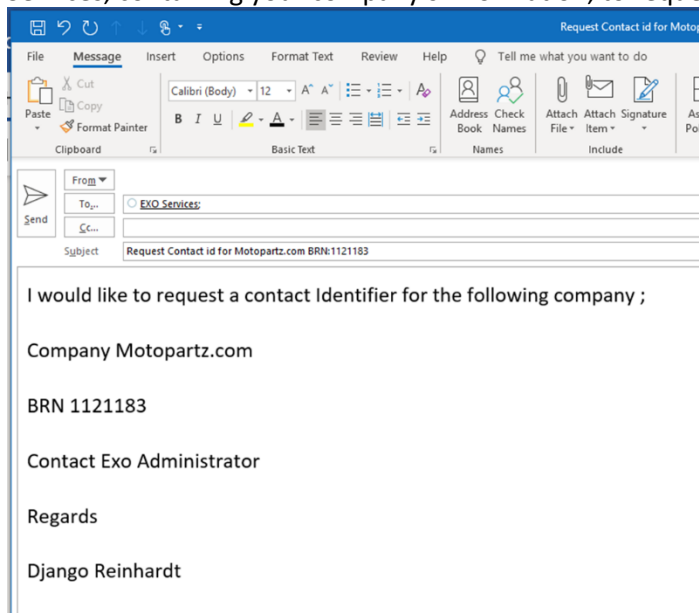 Request Contact id for Motop
File Message Insert Options Format Text Review Help Tell me what you want to do
Cut
Copy
Paste
Format Painter
Clipboard
Calibri (Body) 12
B I U
Basic Text
Address Book
Check Names
Names
Attach File
Attach Item
Signature
Include
As
Po
From
To...
EXO Services;
Send
Cc...
Subject
Request Contact id for Motopartz.com BRN:1121183
I would like to request a contact Identifier for the following company ;
Company Motopartz.com
BRN 1121183
Contact Exo Administrator
Regards
Django Reinhardt